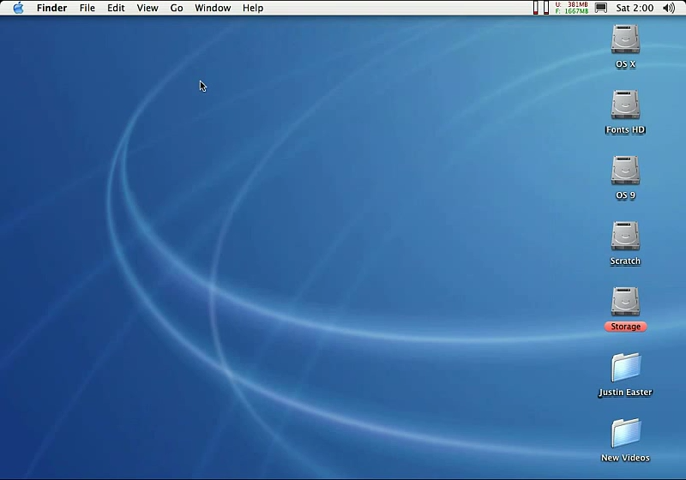 Finder File Edit View Go Window Help U: 381MB F: 1667MB Sat 2:00
OS X
Fonts HD
OS 9
Scratch
Storage
Justin Easter
New Videos